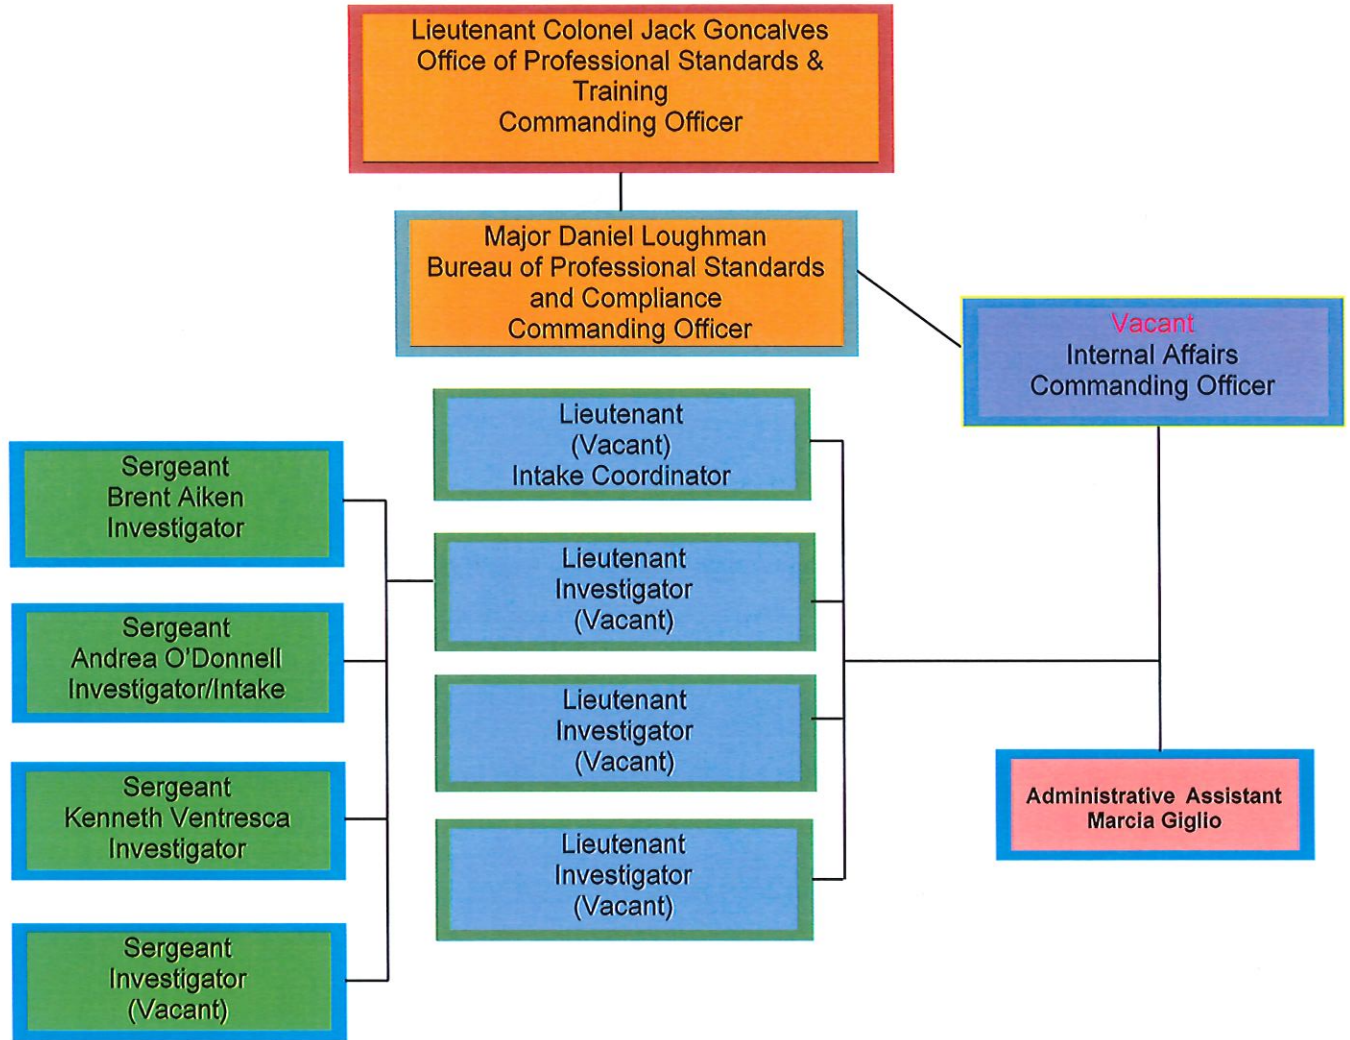 Lieutenant Colonel Jack Goncalves
Office of Professional Standards &
Training
Commanding Officer
Major Daniel Loughman
Bureau of Professional Standards
and Compliance
Commanding Officer
Vacant
Internal Affairs
Commanding Officer
Lieutenant
(Vacant)
Intake Coordinator
Lieutenant
Investigator
(Vacant)
Lieutenant
Investigator
(Vacant)
Lieutenant
Investigator
(Vacant)
Sergeant
Brent Aiken
Investigator
Sergeant
Andrea O'Donnell
Investigator/Intake
Sergeant
Kenneth Ventresca
Investigator
Sergeant
Investigator
(Vacant)
Administrative Assistant
Marcia Giglio